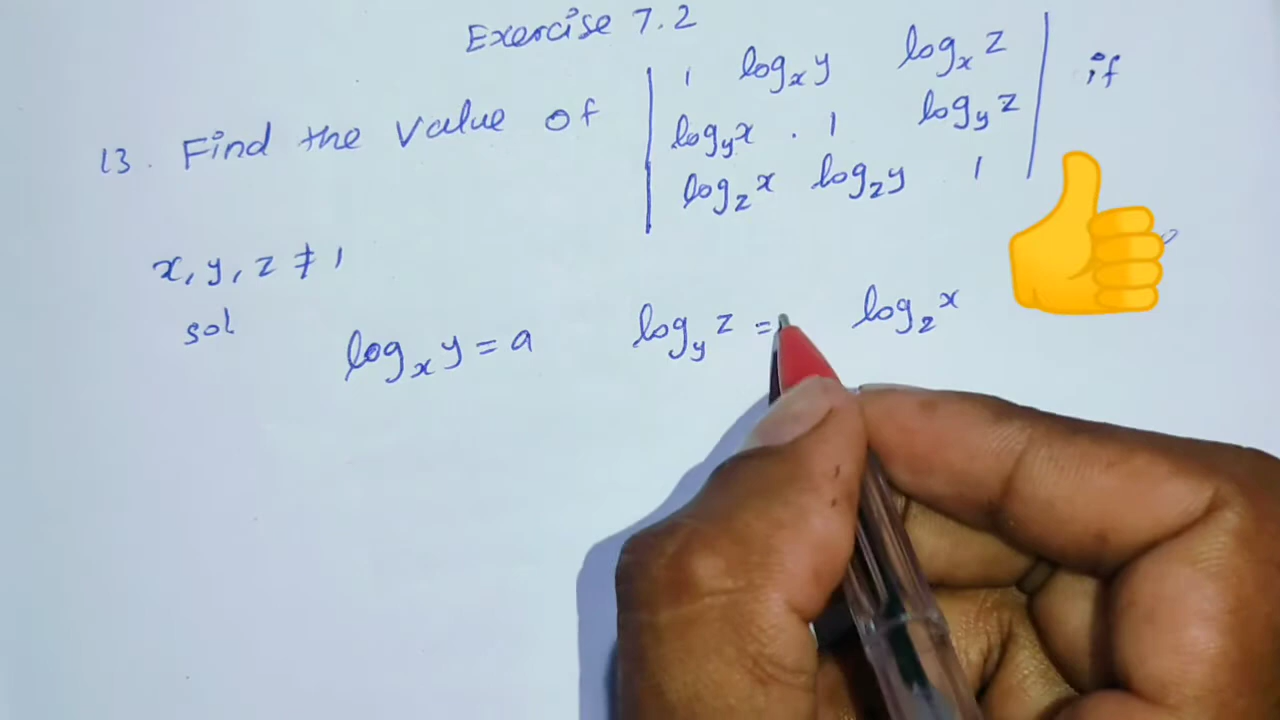 Exercise 7.2
13. Find the value of | 1 log_x y log_x z | if
| log_y x . 1 log_y z |
| log_z x log_z y 1 |
x, y, z ≠ 1
sol
log_x y = a log_y z = log_z x